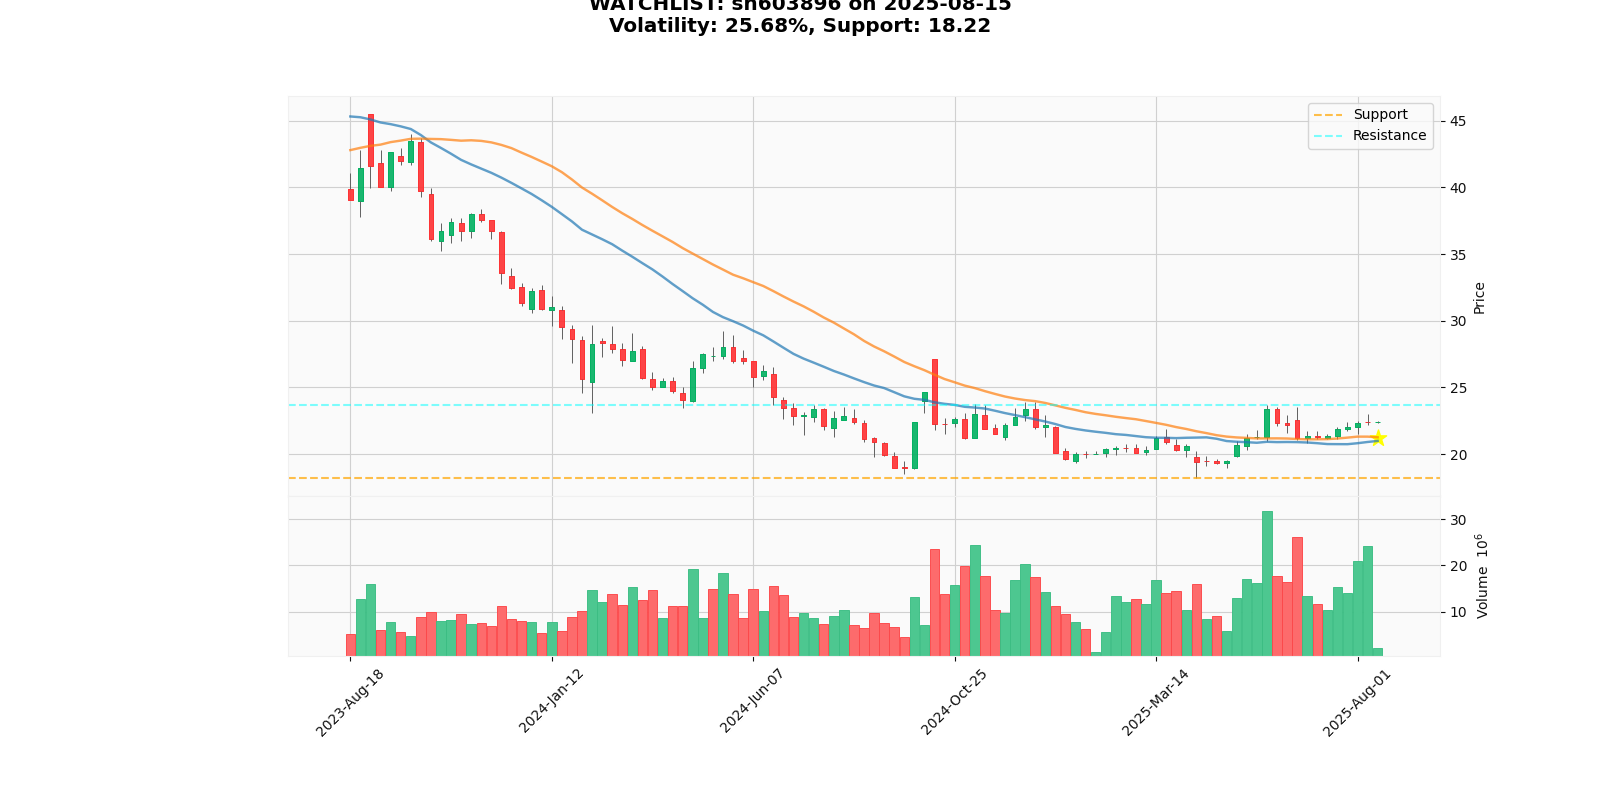 WATCHLIST: sh603896 on 2025-08-15
Volatility: 25.68%, Support: 18.22
Support
Resistance
45
40
35
30
25
20
Price
30
20
10
Volume 10⁶
2023-Aug-18
2024-Jan-12
2024-Jun-07
2024-Oct-25
2025-Mar-14
2025-Aug-01